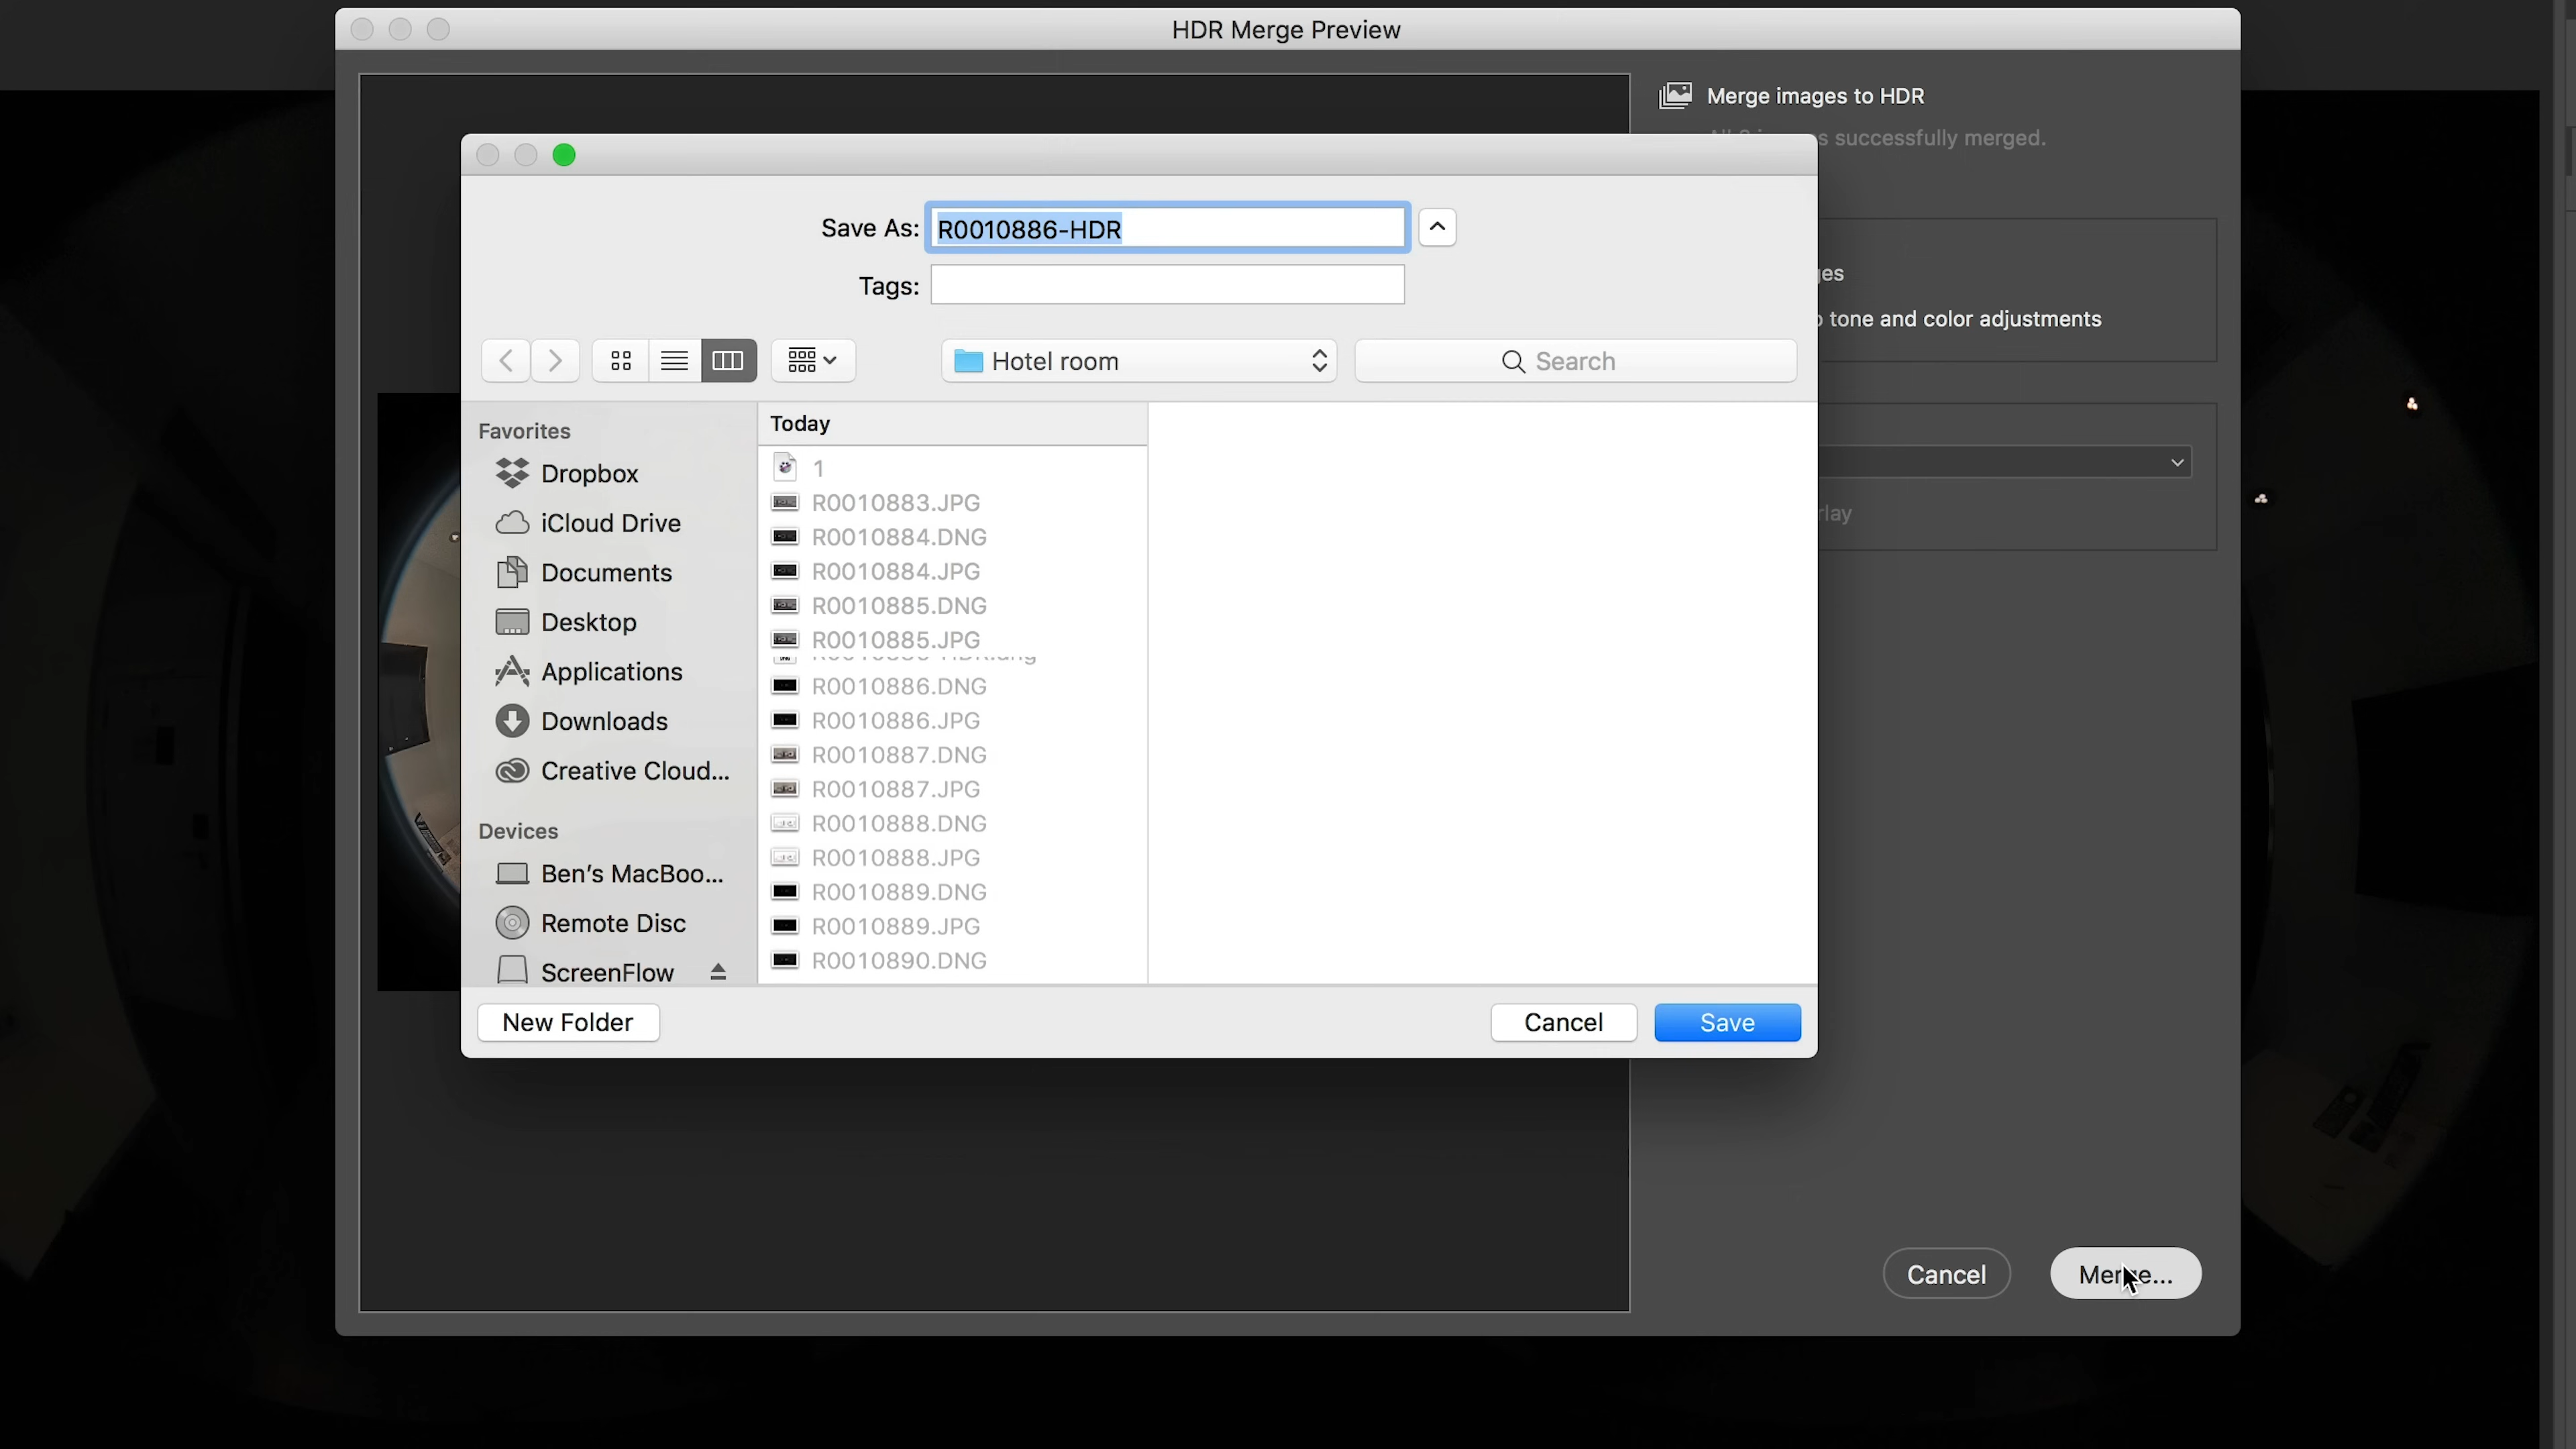 HDR Merge Preview
Merge images to HDR
successfully merged.
Save As: R0010886-HDR
Tags:
tone and color adjustments
Hotel room
Search
Favorites
Dropbox
iCloud Drive
Documents
Desktop
Applications
Downloads
Creative Cloud...
Devices
Ben's MacBoo...
Remote Disc
ScreenFlow
Today
1
R0010883.JPG
R0010884.DNG
R0010884.JPG
R0010885.DNG
R0010885.JPG
R0010886.DNG
R0010886.JPG
R0010887.DNG
R0010887.JPG
R0010888.DNG
R0010888.JPG
R0010889.DNG
R0010889.JPG
R0010890.DNG
New Folder
Cancel
Save
Cancel
Merge...